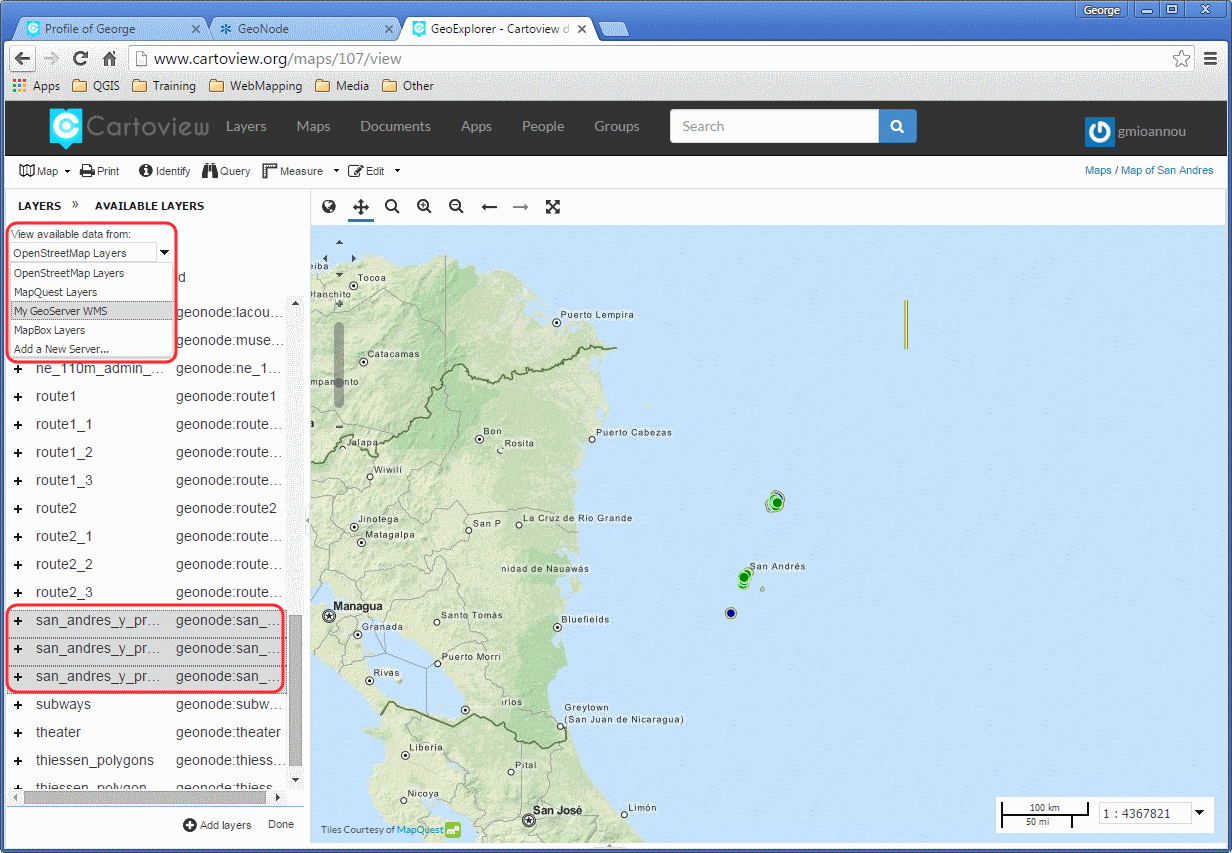 George
Profile of George
GeoNode
GeoExplorer - Cartoview d
www.cartoview.org/maps/107/view
Apps QGIS Training WebMapping Media Other
Cartoview Layers Maps Documents Apps People Groups Search gmioannou
Map Print Identify Query Measure Edit Maps / Map of San Andres
LAYERS » AVAILABLE LAYERS
View available data from:
OpenStreetMap Layers
OpenStreetMap Layers
MapQuest Layers
My GeoServer WMS
MapBox Layers
Add a New Server...
d
geonode:lacou...
geonode:muse...
ne_110m_admin_... geonode:ne_1...
route1 geonode:route1
route1_1 geonode:route...
route1_2 geonode:route...
route1_3 geonode:route...
route2 geonode:route2
route2_1 geonode:route...
route2_2 geonode:route...
route2_3 geonode:route...
san_andres_y_pr... geonode:san_...
san_andres_y_pr... geonode:san_...
san_andres_y_pr... geonode:san_...
subways geonode:subw...
theater geonode:theater
thiessen_polygons geonode:thiess...
thiessen_polygon geonode:thiess
Add layers Done
eiba
Tocoa
Olanchito
Puerto Lempira
Catacamas
mpamento
a
Jalapa
Bon
Rosita
Puerto Cabezas
Wiwilí
Jinotega
Matagalpa
San P
La Cruz de Río Grande
nidad de Nauawás
San Andrés
Managua
Granada
Santo Tomás
Bluefields
Puerto Morri
Rivas
arlos
Greytown
(San Juan de Nicaragua)
Liberia
Pital
Nicoya
San José
Limón
Tiles Courtesy of MapQuest
100 km
50 mi
1 : 4367821